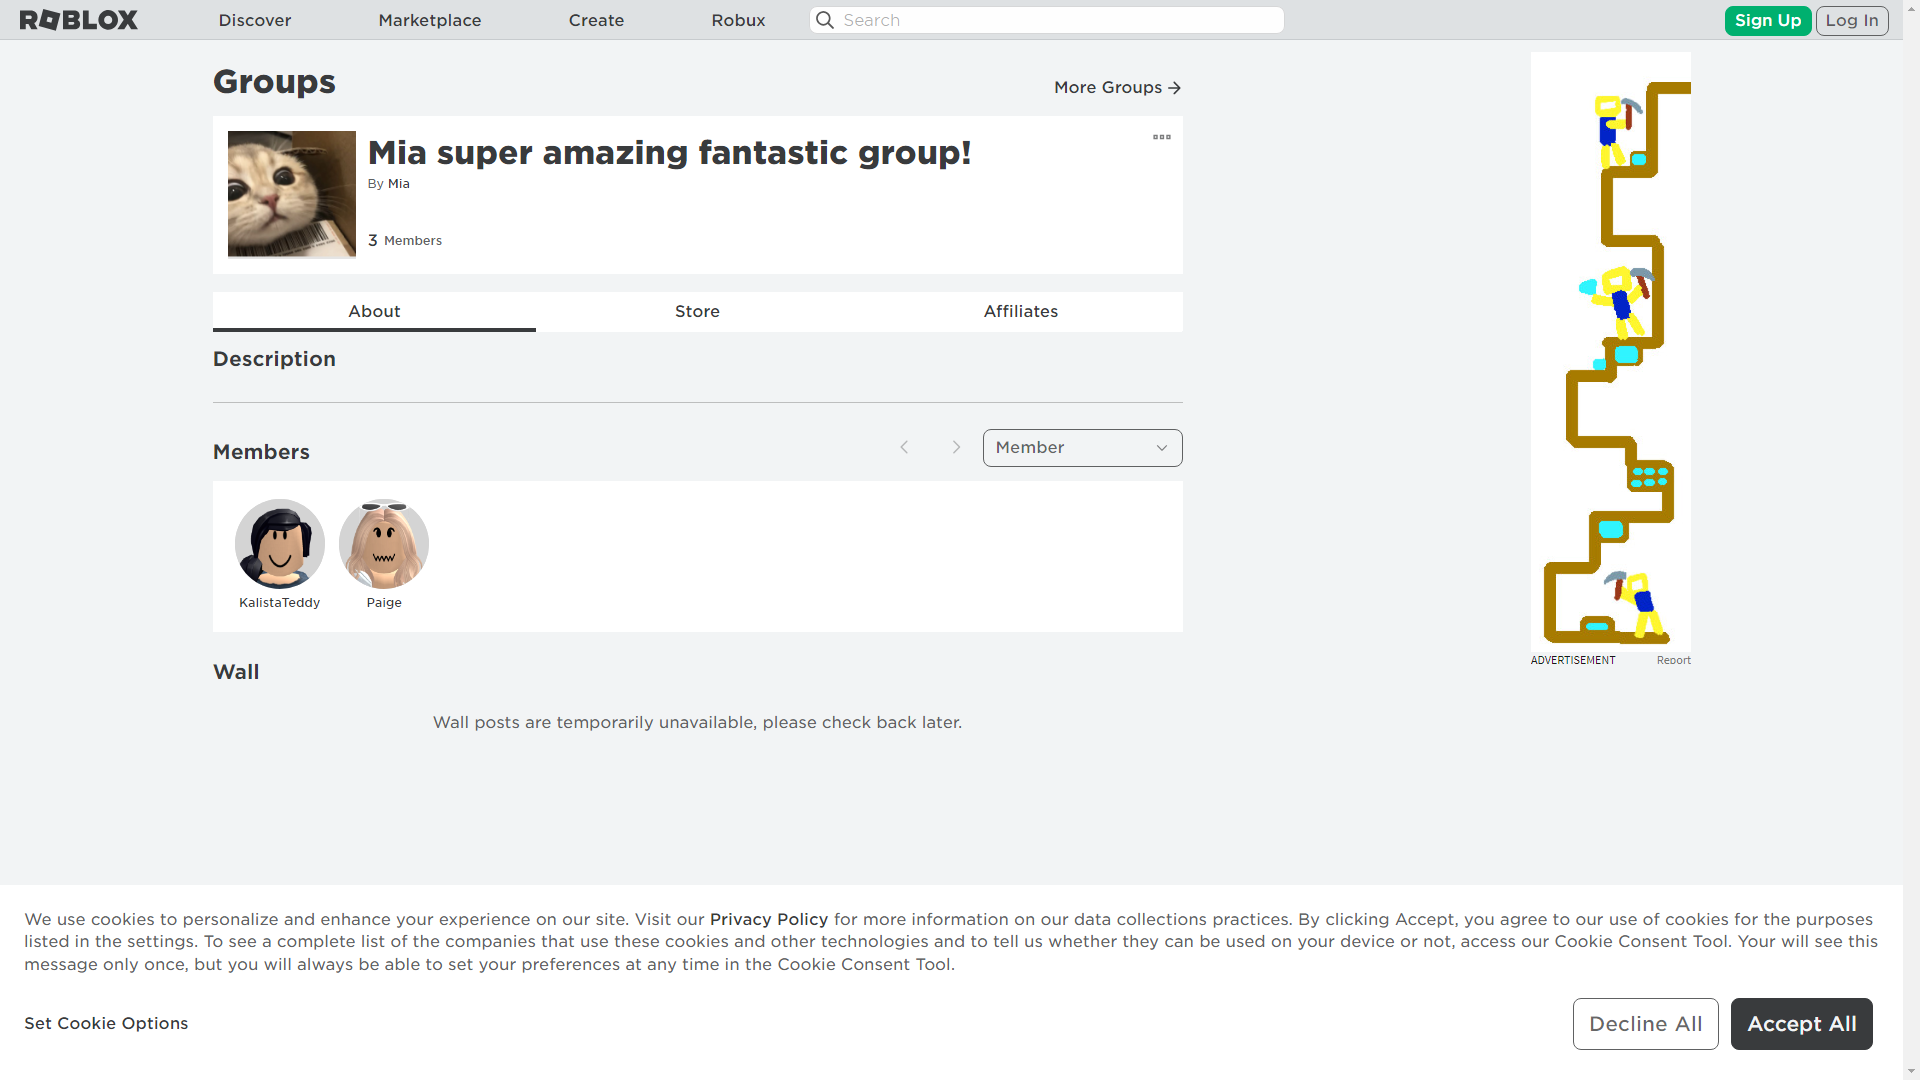 ROBLOX
Discover
Marketplace
Create
Robux
Search
Sign Up
Log In
Groups
More Groups
Mia super amazing fantastic group!
By Mia
3 Members
About
Store
Affiliates
Description
Members
Member
KalistaTeddy
Paige
Wall
Wall posts are temporarily unavailable, please check back later.
ADVERTISEMENT
Report
We use cookies to personalize and enhance your experience on our site. Visit our Privacy Policy for more information on our data collections practices. By clicking Accept, you agree to our use of cookies for the purposes
listed in the settings. To see a complete list of the companies that use these cookies and other technologies and to tell us whether they can be used on your device or not, access our Cookie Consent Tool. Your will see this
message only once, but you will always be able to set your preferences at any time in the Cookie Consent Tool.
Set Cookie Options
Decline All
Accept All